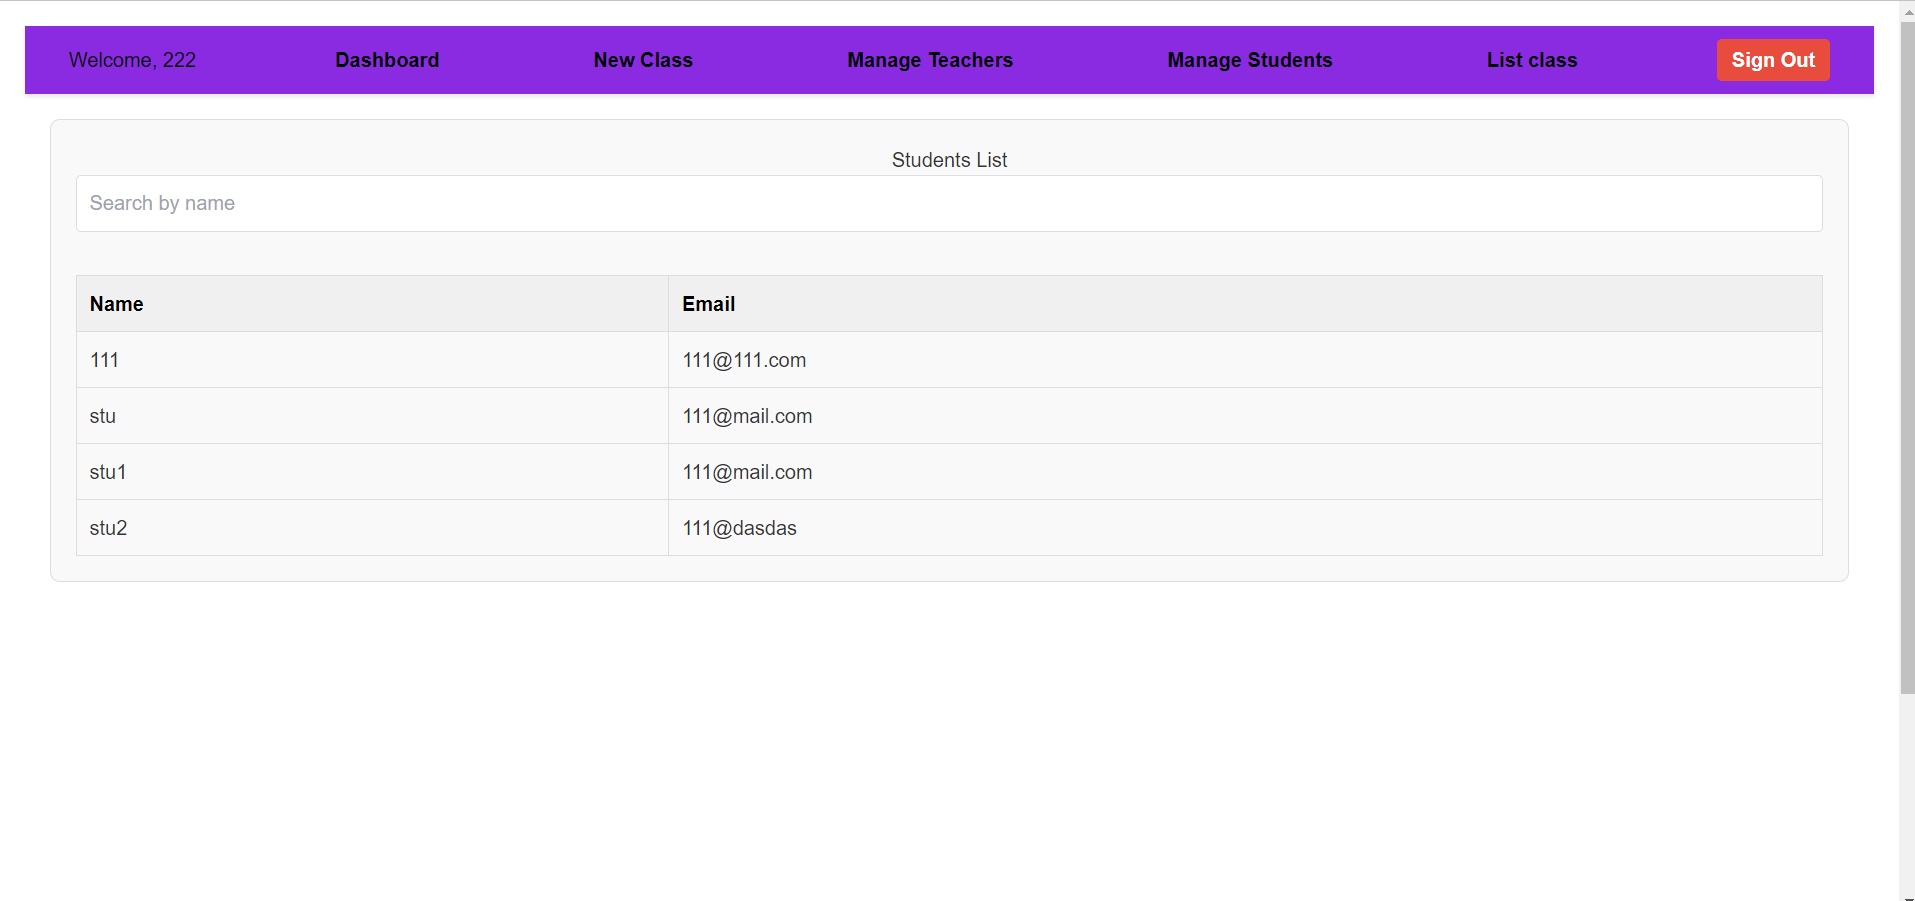 Welcome, 222 Dashboard New Class Manage Teachers Manage Students List class Sign Out
Students List
Search by name
Name Email
111 111@111.com
stu 111@mail.com
stu1 111@mail.com
stu2 111@dasdas